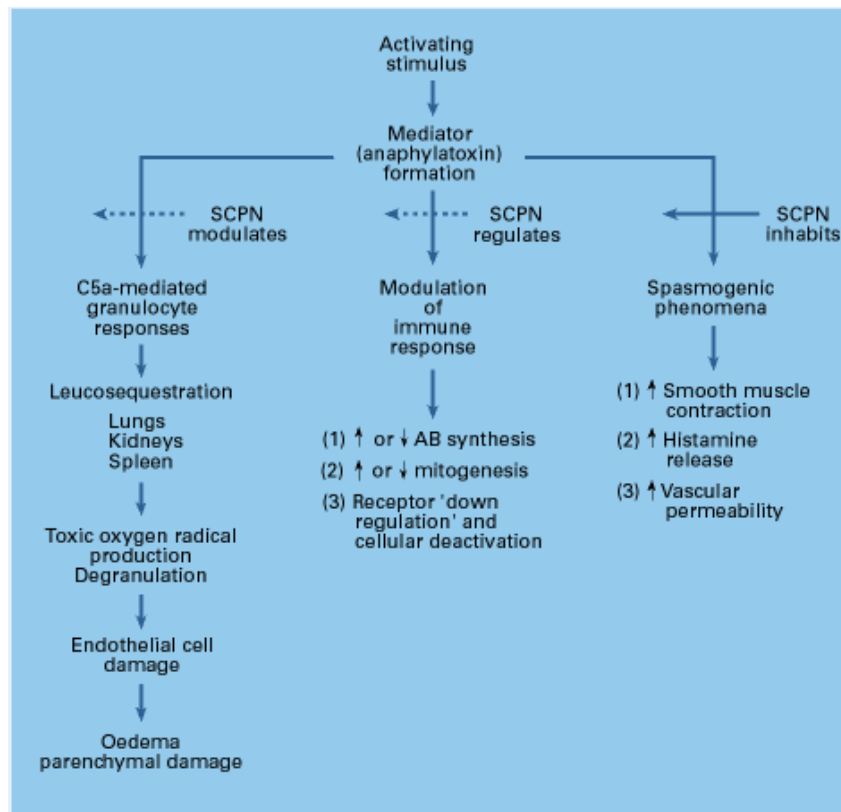 Activating
stimulus
Mediator
(anaphylatoxin)
formation
SCPN
modulates
SCPN
regulates
SCPN
inhabits
C5a-mediated
granulocyte
responses
Leucosequestration
Lungs
Kidneys
Spleen
Toxic oxygen radical
production
Degranulation
Endothelial cell
damage
Oedema
parenchymal damage
Modulation
of
immune
response
(1) ↑ or ↓ AB synthesis
(2) ↑ or ↓ mitogenesis
(3) Receptor 'down
regulation' and
cellular deactivation
Spasmogenic
phenomena
(1) ↑ Smooth muscle
contraction
(2) ↑ Histamine
release
(3) ↑ Vascular
permeability